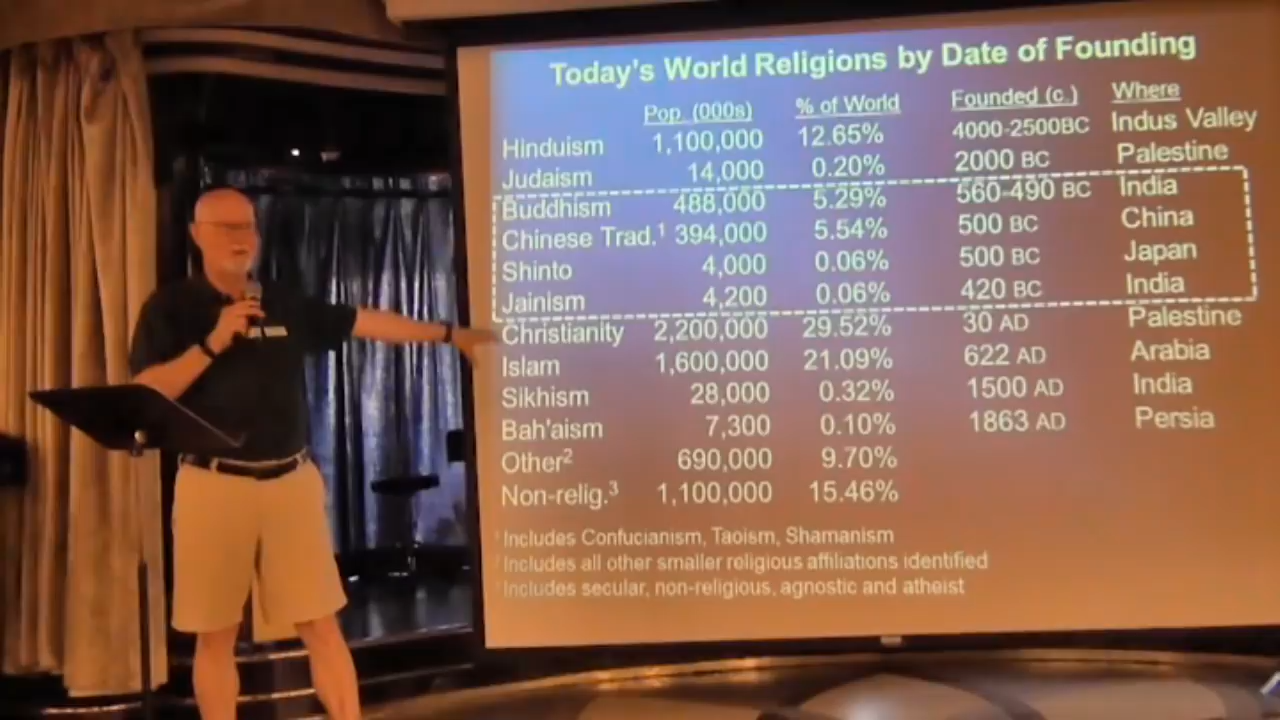 Today's World Religions by Date of Founding
Pop (000s) % of World Founded (c.) Where
Hinduism 1,100,000 12.65% 4000-2500BC Indus Valley
Judaism 14,000 0.20% 2000 BC Palestine
Buddhism 488,000 5.29% 560-490 BC India
Chinese Trad.¹ 394,000 5.54% 500 BC China
Shinto 4,000 0.06% 500 BC Japan
Jainism 4,200 0.06% 420 BC India
Christianity 2,200,000 29.52% 30 AD Palestine
Islam 1,600,000 21.09% 622 AD Arabia
Sikhism 28,000 0.32% 1500 AD India
Bah'aism 7,300 0.10% 1863 AD Persia
Other² 690,000 9.70%
Non-relig.³ 1,100,000 15.46%
¹ Includes Confucianism, Taoism, Shamanism
² Includes all other smaller religious affiliations identified
³ Includes secular, non-religious, agnostic and atheist